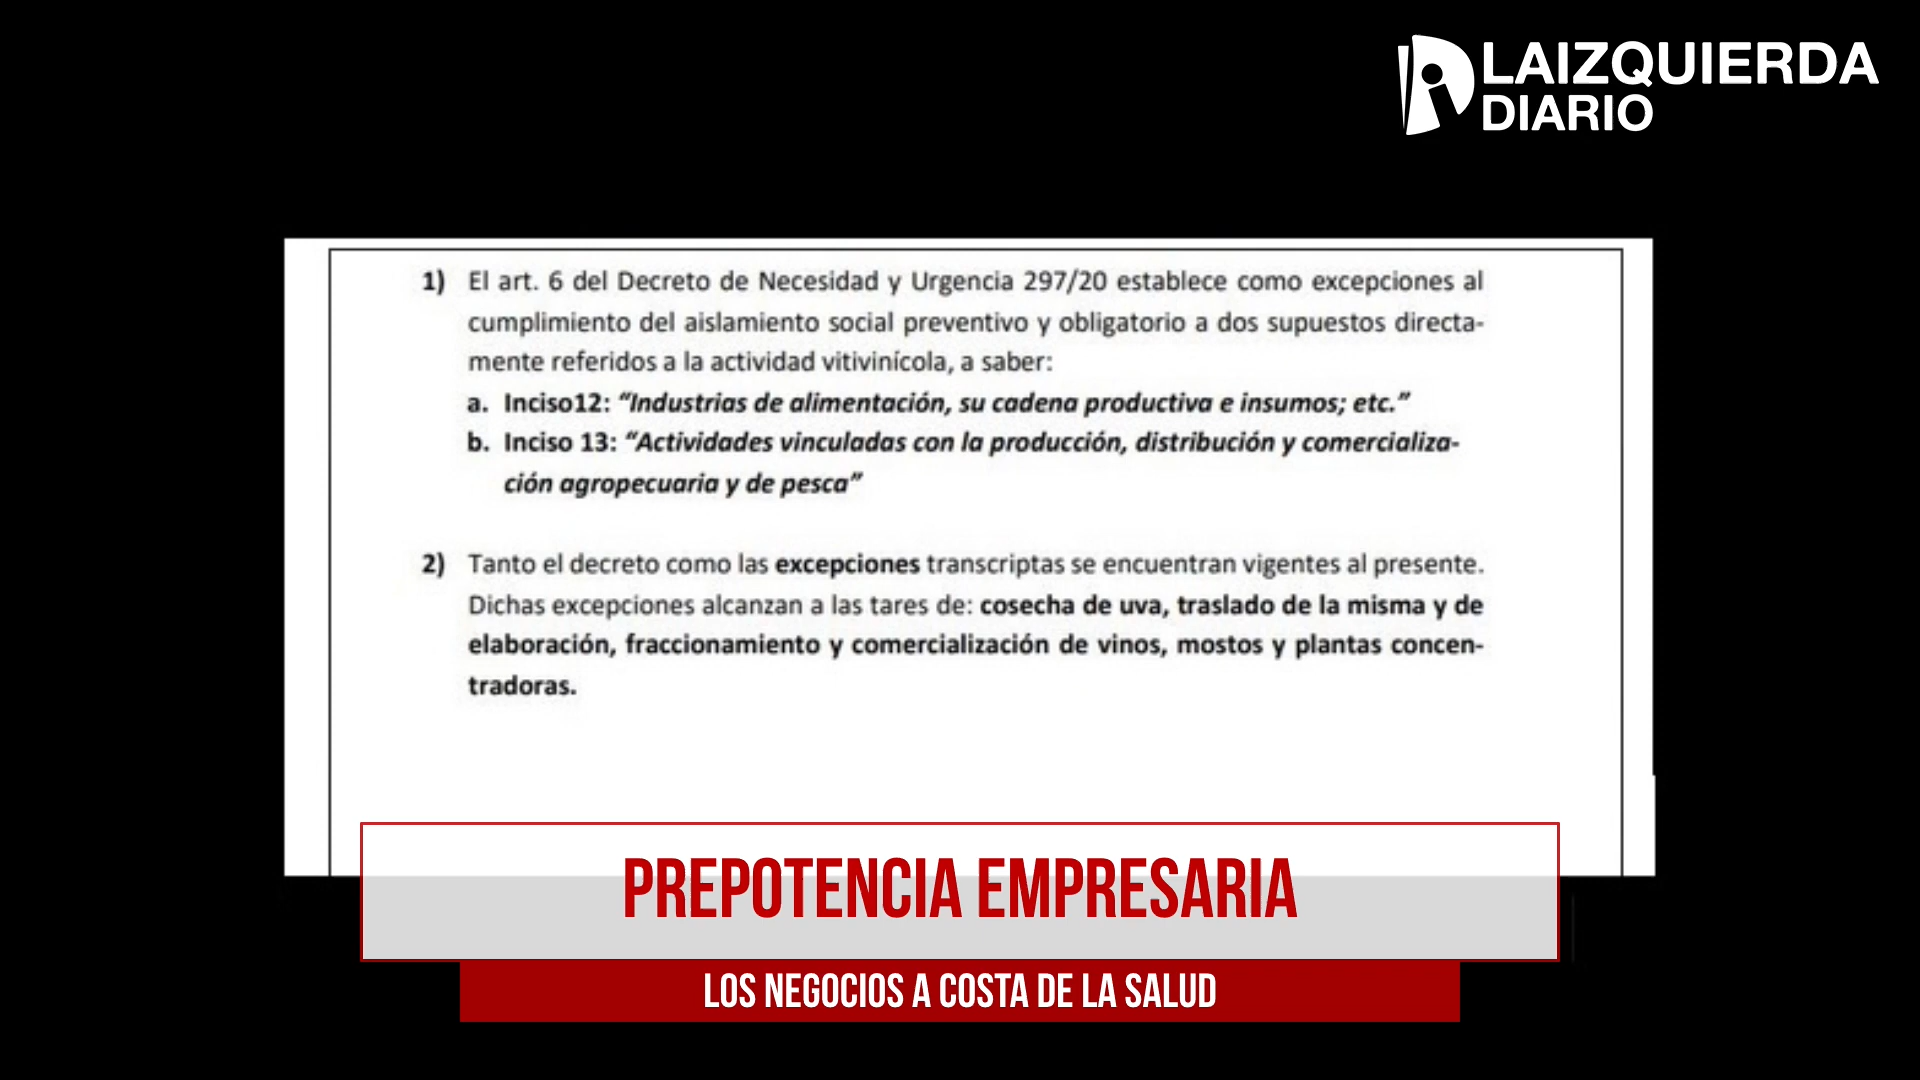 LAIZQUIERDA
DIARIO
1) El art. 6 del Decreto de Necesidad y Urgencia 297/20 establece como excepciones al
cumplimiento del aislamiento social preventivo y obligatorio a dos supuestos directa-
mente referidos a la actividad vitivinícola, a saber:
a. Inciso12: “Industrias de alimentación, su cadena productiva e insumos; etc.”
b. Inciso 13: “Actividades vinculadas con la producción, distribución y comercializa-
ción agropecuaria y de pesca”
2) Tanto el decreto como las excepciones transcriptas se encuentran vigentes al presente.
Dichas excepciones alcanzan a las tares de: cosecha de uva, traslado de la misma y de
elaboración, fraccionamiento y comercialización de vinos, mostos y plantas concen-
tradoras.
PREPOTENCIA EMPRESARIA
LOS NEGOCIOS A COSTA DE LA SALUD